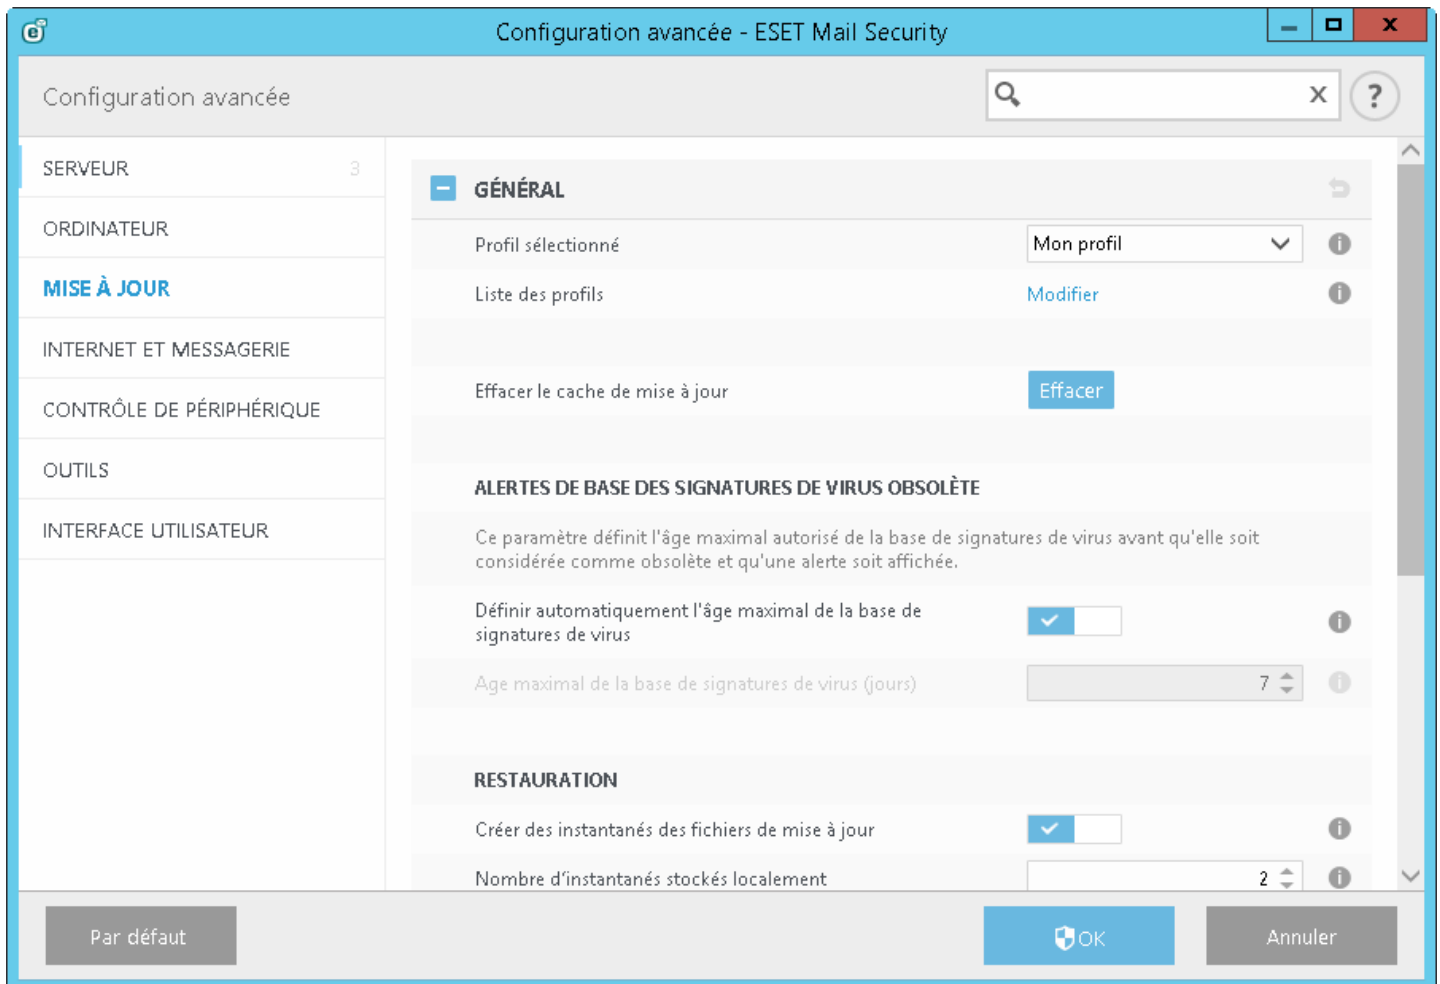 Configuration avancée - ESET Mail Security
Configuration avancée
SERVEUR 3
ORDINATEUR
MISE À JOUR
INTERNET ET MESSAGERIE
CONTRÔLE DE PÉRIPHÉRIQUE
OUTILS
INTERFACE UTILISATEUR
GÉNÉRAL
Profil sélectionné Mon profil
Liste des profils Modifier
Effacer le cache de mise à jour Effacer
ALERTES DE BASE DES SIGNATURES DE VIRUS OBSOLÈTE
Ce paramètre définit l'âge maximal autorisé de la base de signatures de virus avant qu'elle soit
considérée comme obsolète et qu'une alerte soit affichée.
Définir automatiquement l'âge maximal de la base de
signatures de virus
Age maximal de la base de signatures de virus (jours) 7
RESTAURATION
Créer des instantanés des fichiers de mise à jour
Nombre d'instantanés stockés localement 2
Par défaut OK Annuler